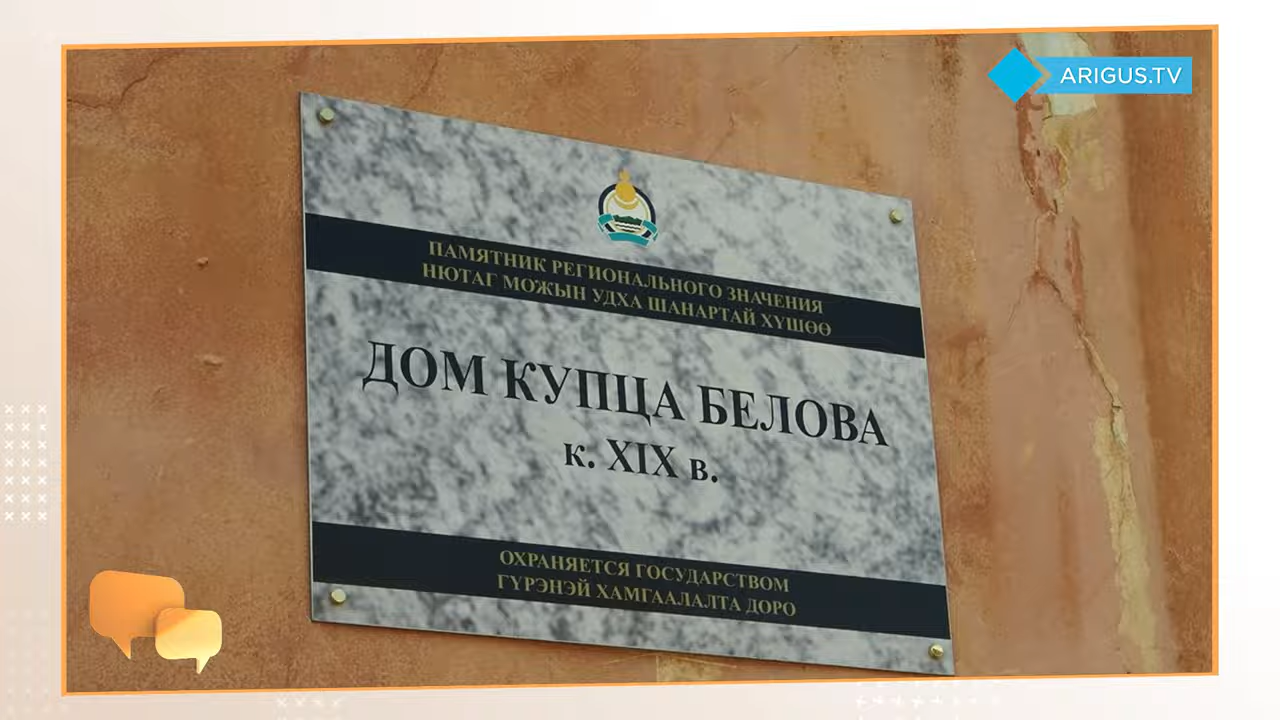 ARIGUS.TV
ПАМЯТНИК РЕГИОНАЛЬНОГО ЗНАЧЕНИЯ
НЮТАГ МОЖЫН УДХА ШАНАРТАЙ ХҮШӨӨ
ДОМ КУПЦА БЕЛОВА
к. XIX в.
ОХРАНЯЕТСЯ ГОСУДАРСТВОМ
ГҮРЭНЭЙ ХАМГААЛАЛТА ДОРО